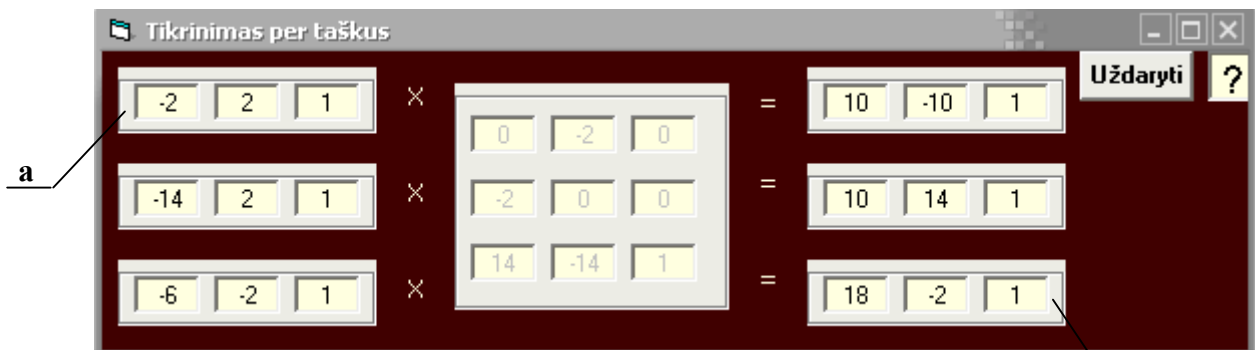 Tikrinimas per taškus
Uždaryti ?
-2 2 1 × = 10 -10 1
0 -2 0
a
-14 2 1 × -2 0 0 = 10 14 1
14 -14 1
-6 -2 1 × = 18 -2 1